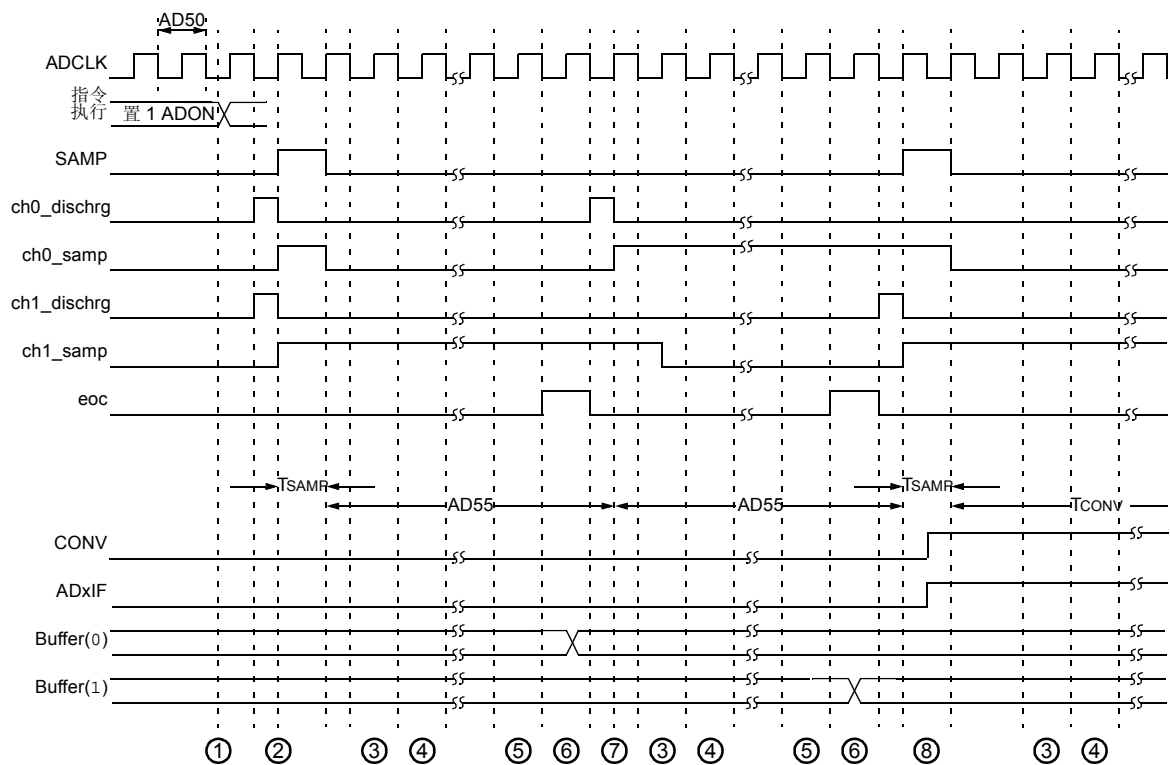 AD50
ADCLK
指令
执行
置 1 ADON
SAMP
ch0_dischrg
ch0_samp
ch1_dischrg
ch1_samp
eoc
TSAMP TSAMP
AD55 AD55 TCONV
CONV
ADxIF
Buffer(0)
Buffer(1)
① ② ③ ④ ⑤ ⑥ ⑦ ③ ④ ⑤ ⑥ ⑧ ③ ④